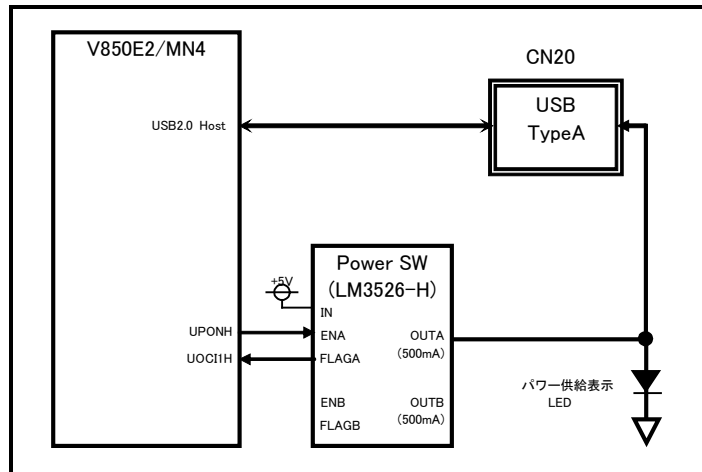 V850E2/MN4
CN20
USB
TypeA
USB2.0 Host
Power SW
(LM3526-H)
+5V
IN
UPONH
ENA
OUTA
(500mA)
UOCI1H
FLAGA
ENB
OUTB
(500mA)
FLAGB
パワー供給表示
LED